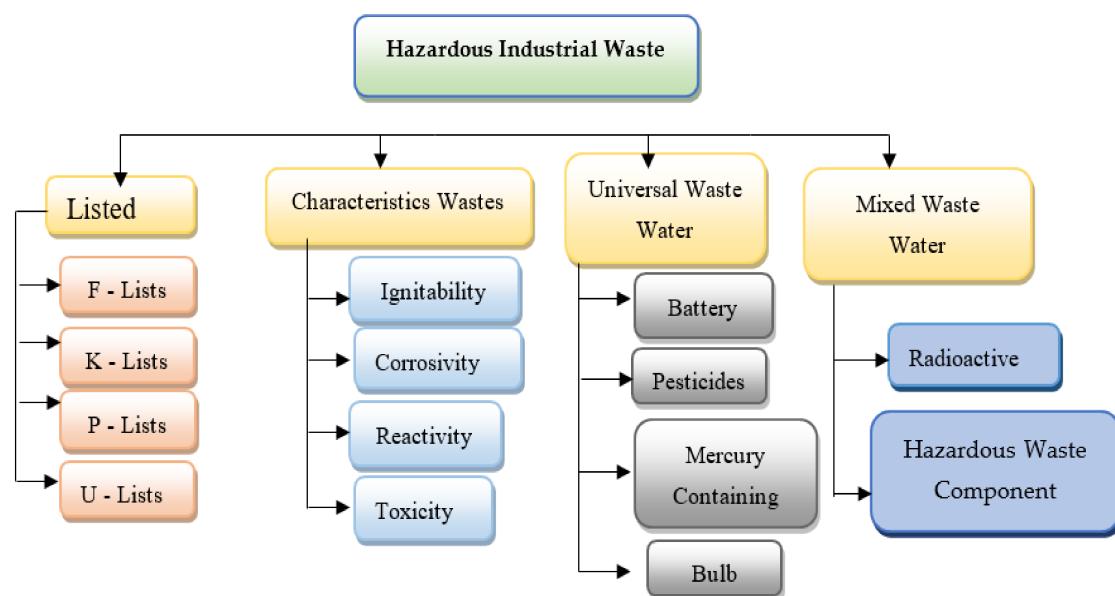 Hazardous Industrial Waste
Listed
F - Lists
K - Lists
P - Lists
U - Lists
Characteristics Wastes
Ignitability
Corrosivity
Reactivity
Toxicity
Universal Waste
Water
Battery
Pesticides
Mercury
Containing
Bulb
Mixed Waste
Water
Radioactive
Hazardous Waste
Component